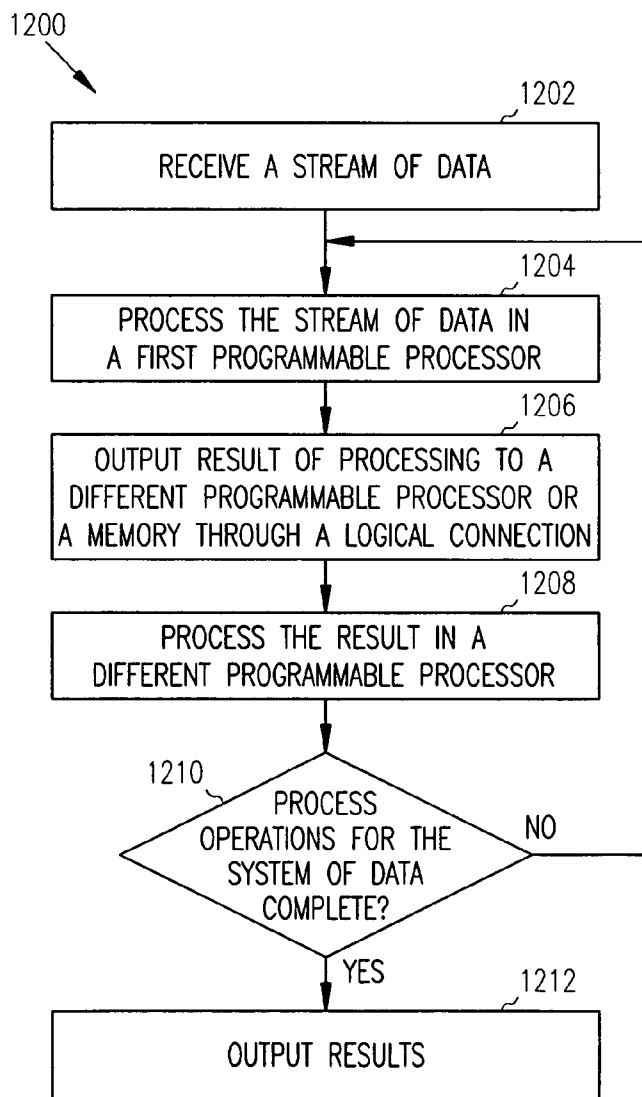 1200
1202
RECEIVE A STREAM OF DATA
1204
PROCESS THE STREAM OF DATA IN
A FIRST PROGRAMMABLE PROCESSOR
1206
OUTPUT RESULT OF PROCESSING TO A
DIFFERENT PROGRAMMABLE PROCESSOR OR
A MEMORY THROUGH A LOGICAL CONNECTION
1208
PROCESS THE RESULT IN A
DIFFERENT PROGRAMMABLE PROCESSOR
1210
PROCESS
OPERATIONS FOR THE
SYSTEM OF DATA
COMPLETE?
NO
YES
1212
OUTPUT RESULTS